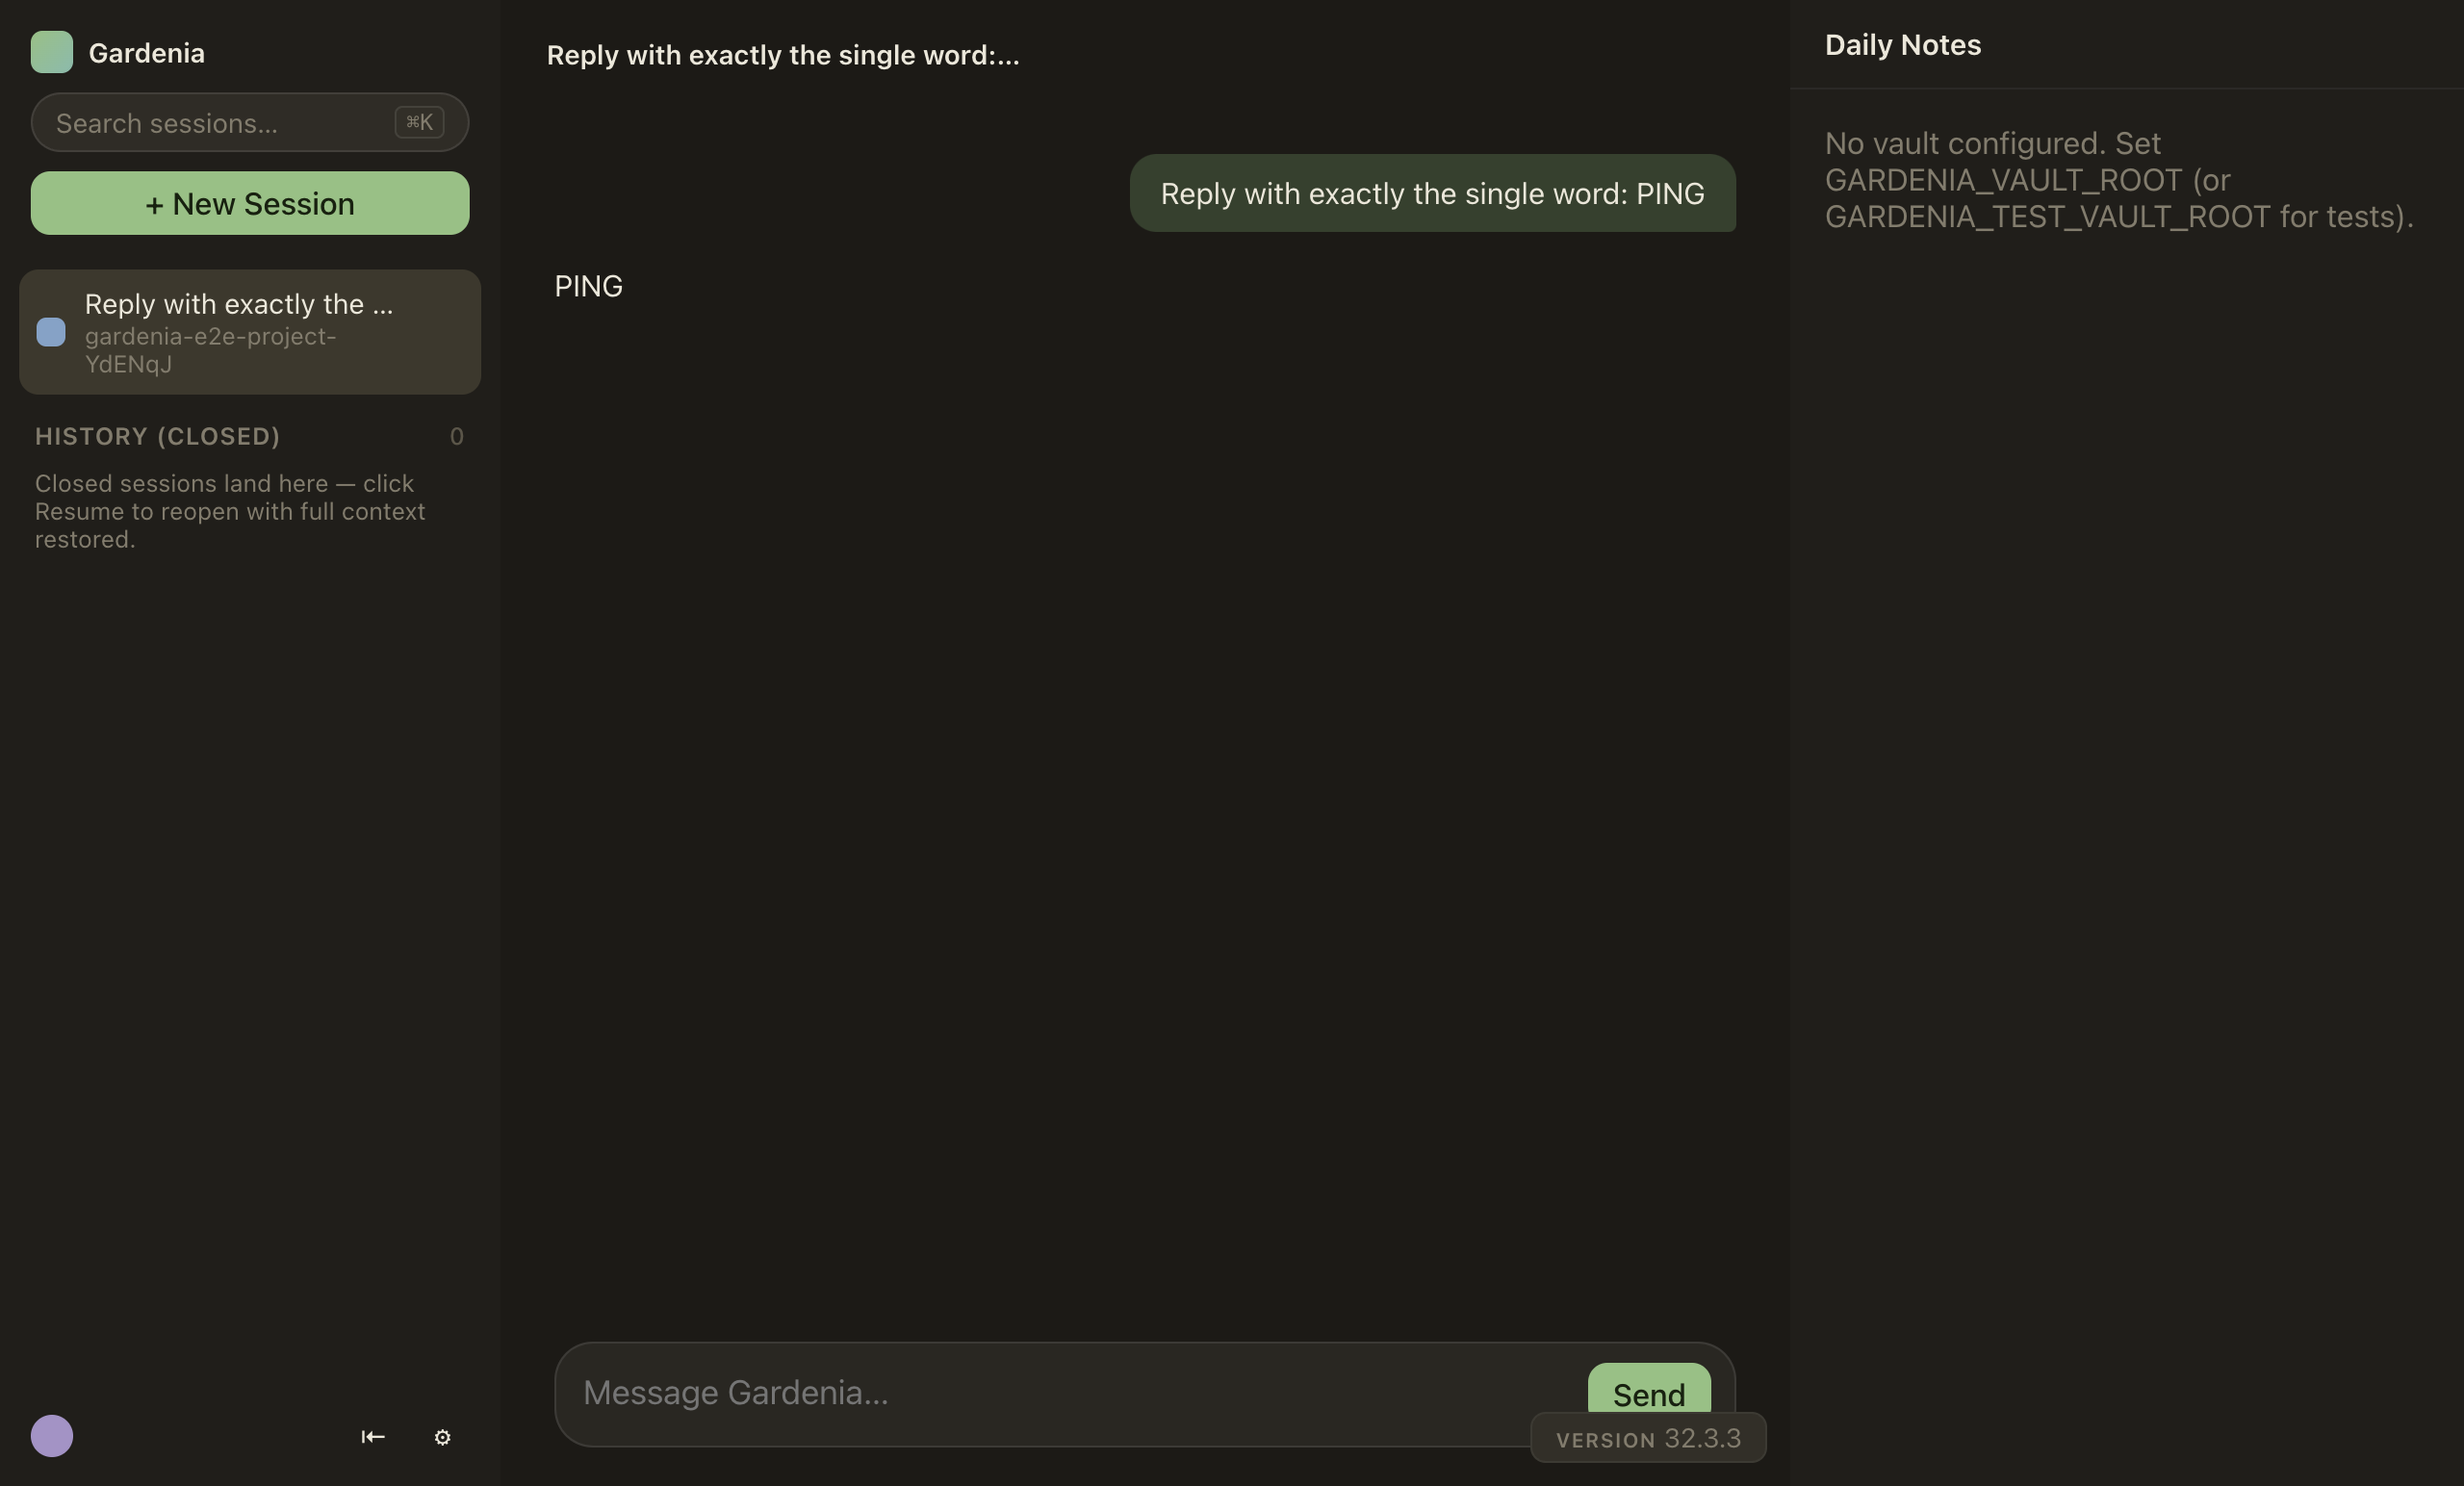 Gardenia
Search sessions...
⌘K
+ New Session
Reply with exactly the ...
gardenia-e2e-project-
YdENqJ
HISTORY (CLOSED)
0
Closed sessions land here — click
Resume to reopen with full context
restored.
Reply with exactly the single word:...
Reply with exactly the single word: PING
PING
Message Gardenia...
Send
VERSION 32.3.3
Daily Notes
No vault configured. Set
GARDENIA_VAULT_ROOT (or
GARDENIA_TEST_VAULT_ROOT for tests).